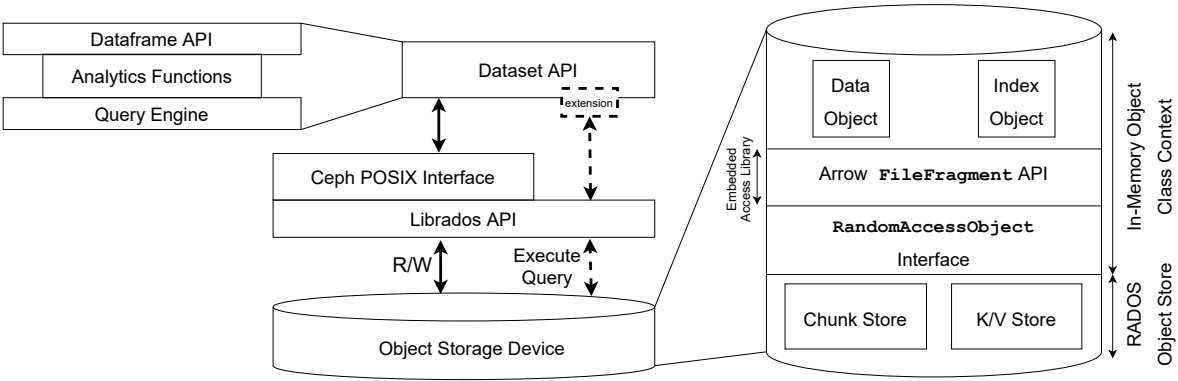 Dataframe API
Analytics Functions
Query Engine
Dataset API
extension
Ceph POSIX Interface
Librados API
R/W
Execute
Query
Object Storage Device
Data
Object
Index
Object
Embedded
Access Library
Arrow FileFragment API
RandomAccessObject
Interface
Chunk Store
K/V Store
In-Memory Object
Class Context
RADOS
Object Store